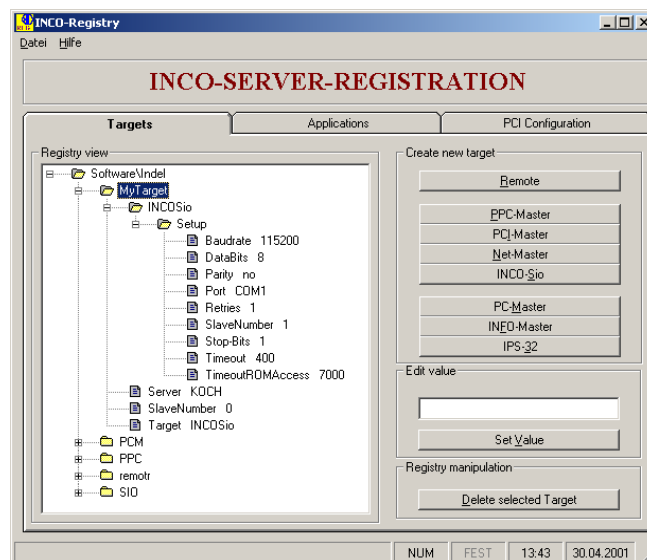 INCO-Registry
Datei Hilfe
INCO-SERVER-REGISTRATION
Targets Applications PCI Configuration
Registry view
Software\Indel
MyTarget
INCOSio
Setup
Baudrate 115200
DataBits 8
Parity no
Port COM1
Retries 1
SlaveNumber 1
Stop-Bits 1
Timeout 400
TimeoutROMAccess 7000
Server KOCH
SlaveNumber 0
Target INCOSio
PCM
PPC
remotr
SIO
Create new target
Remote
PPC-Master
PCI-Master
Net-Master
INCO-Sio
PC-Master
INFO-Master
IPS-32
Edit value
Set Value
Registry manipulation
Delete selected Target
NUM FEST 13:43 30.04.2001